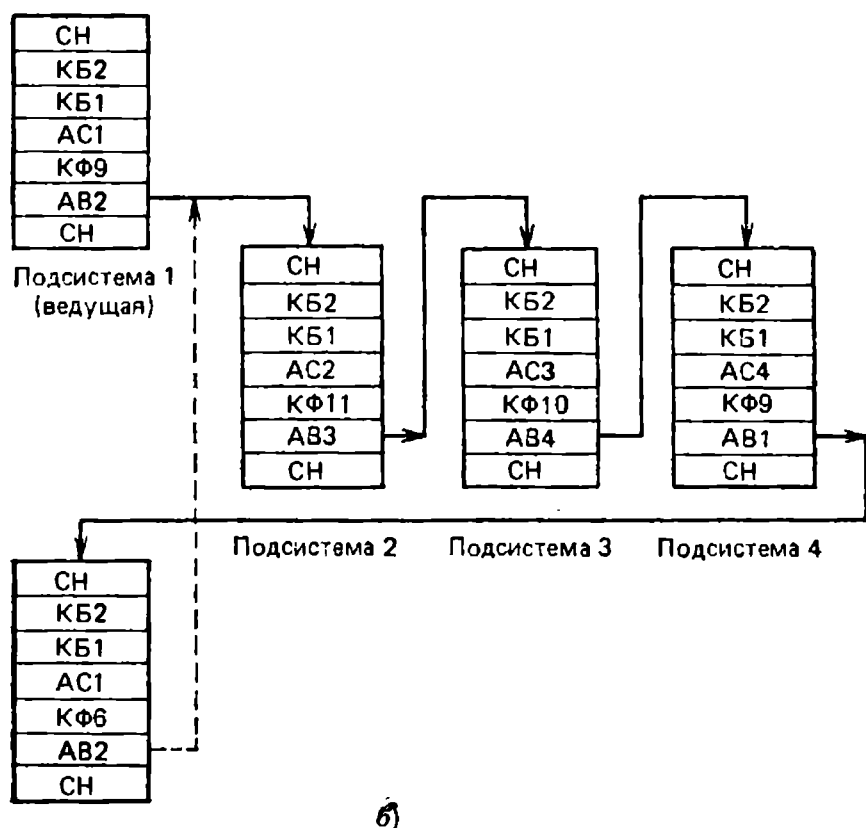 СН
КБ2
КБ1
АС1
КФ9
АВ2
СН
Подсистема 1
(ведущая)
СН
КБ2
КБ1
АС2
КФ11
АВ3
СН
Подсистема 2
СН
КБ2
КБ1
АС3
КФ10
АВ4
СН
Подсистема 3
СН
КБ2
КБ1
АС4
КФ9
АВ1
СН
Подсистема 4
СН
КБ2
КБ1
АС1
КФ6
АВ2
СН
б)